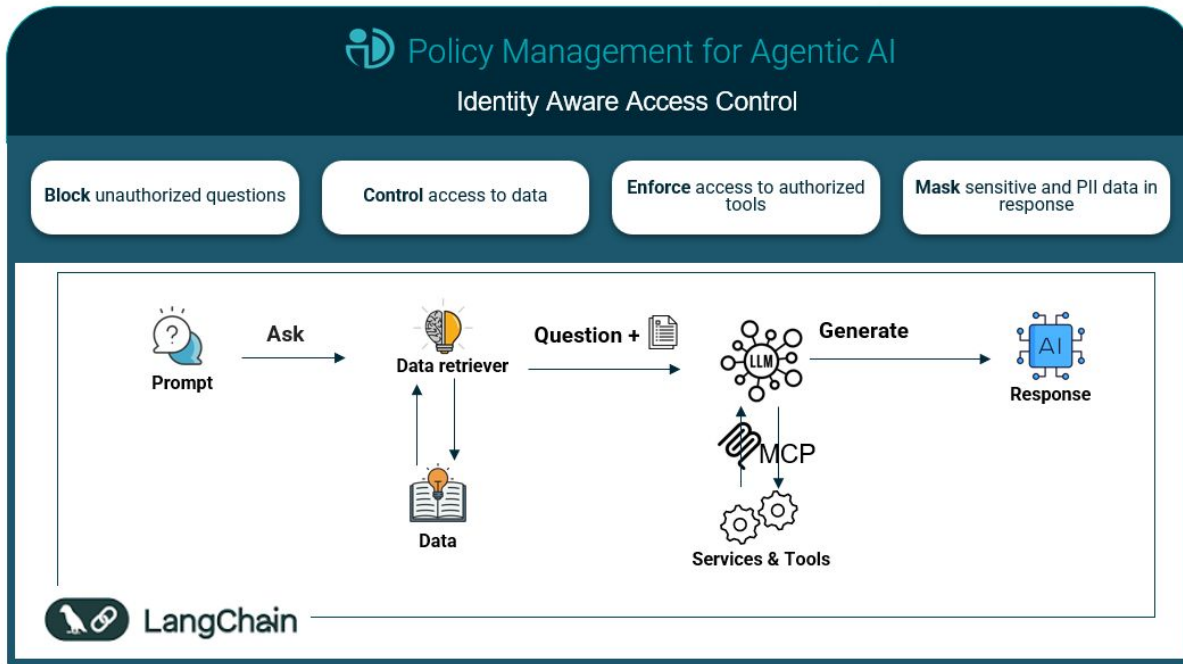 Policy Management for Agentic AI
Identity Aware Access Control
Block unauthorized questions
Control access to data
Enforce access to authorized
tools
Mask sensitive and PII data in
response
Ask
Question +
Generate
?
LLM
AI
Prompt
Data retriever
Response
MCP
Data
Services & Tools
LangChain